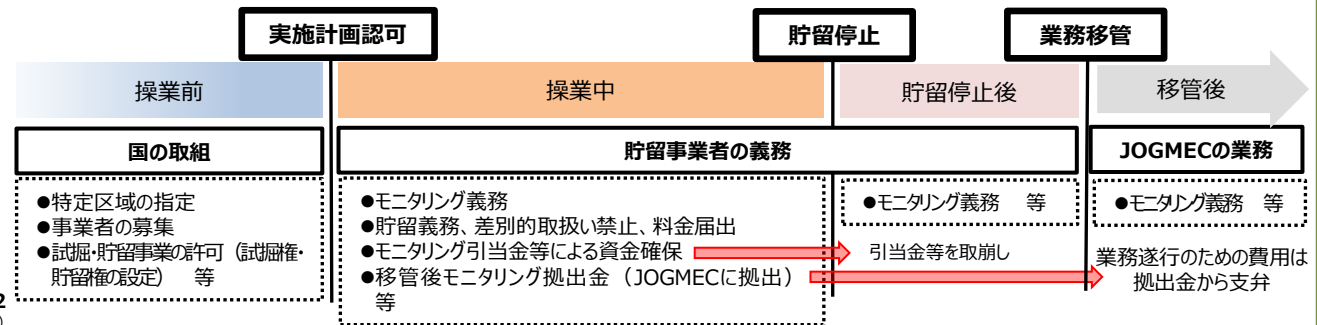 実施計画認可
貯留停止
業務移管
操業前
操業中
貯留停止後
移管後
国の取組
貯留事業者の義務
JOGMECの業務
●特定区域の指定
●事業者の募集
●試掘・貯留事業の許可（試掘権・
貯留権の設定）　等
●モニタリング義務
●貯留義務、差別的取扱い禁止、料金届出
●モニタリング引当金等による資金確保
●移管後モニタリング拠出金（JOGMECに拠出）
等
●モニタリング義務　等
引当金等を取崩し
●モニタリング義務　等
業務遂行のための費用は
拠出金から支弁
2
)